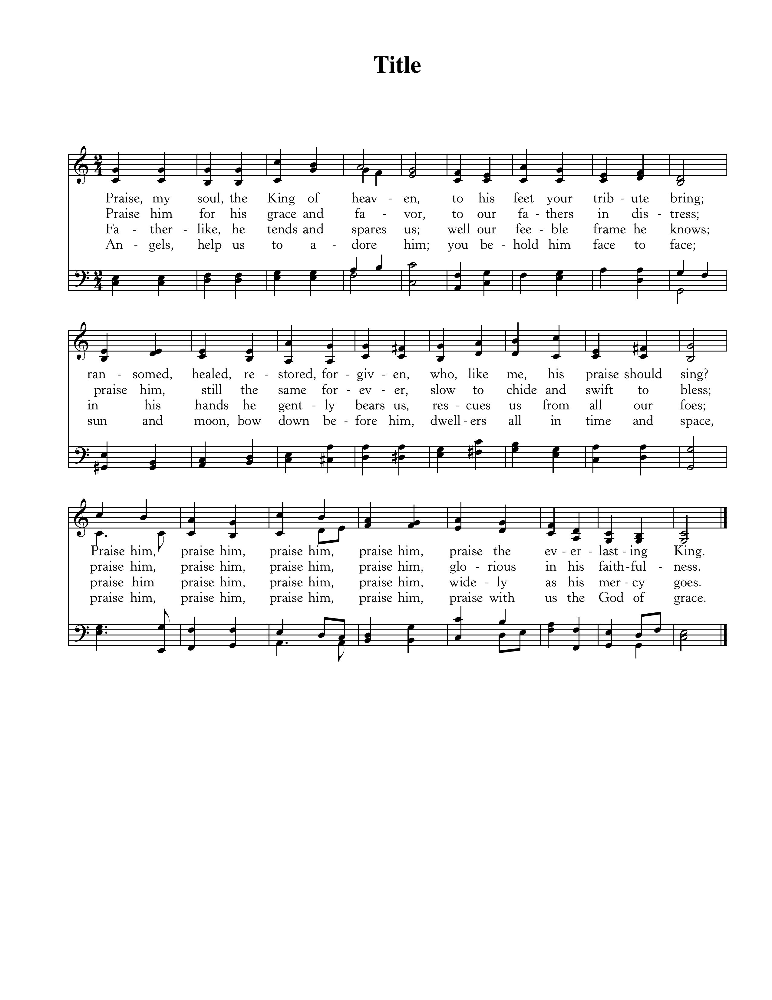 Title
Praise, my soul, the King of heav - en, to his feet your trib - ute bring;
Praise him for his grace and fa - vor, to our fa - thers in dis - tress;
Fa - ther - like, he tends and spares us; well our fee - ble frame he knows;
An - gels, help us to a - dore him; you be - hold him face to face;
ran - somed, healed, re - stored, for - giv - en, who, like me, his praise should sing?
praise him, still the same for - ev - er, slow to chide and swift to bless;
in his hands he gent - ly bears us, res - cues us from all our foes;
sun and moon, bow down be - fore him, dwell - ers all in time and space,
Praise him, praise him, praise him, praise him, praise the ev - er - last - ing King.
praise him, praise him, praise him, praise him, glo - rious in his faith - ful - ness.
praise him praise him, praise him, praise him, wide - ly as his mer - cy goes.
praise him, praise him, praise him, praise him, praise with us the God of grace.